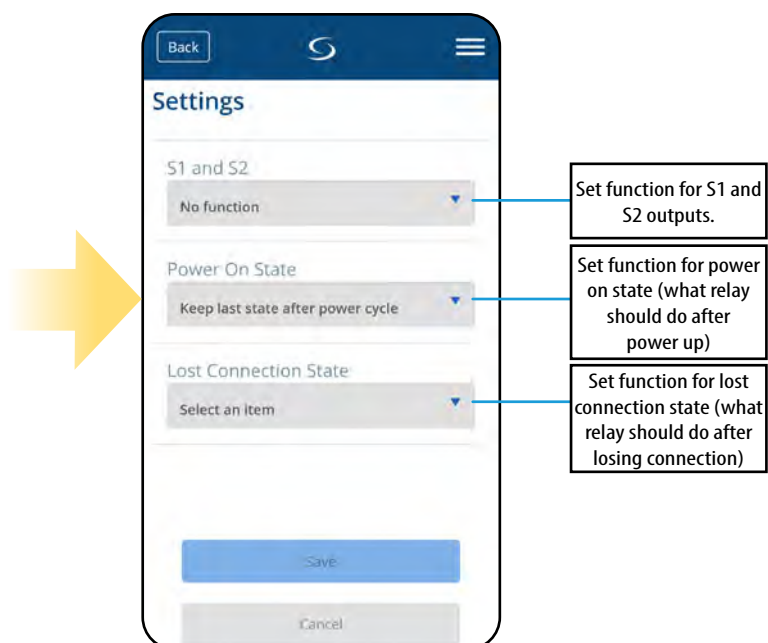 Back
Settings
S1 and S2
No function
Power On State
Keep last state after power cycle
Lost Connection State
Select an item
Save
Cancel
Set function for S1 and
S2 outputs.
Set function for power
on state (what relay
should do after
power up)
Set function for lost
connection state (what
relay should do after
losing connection)